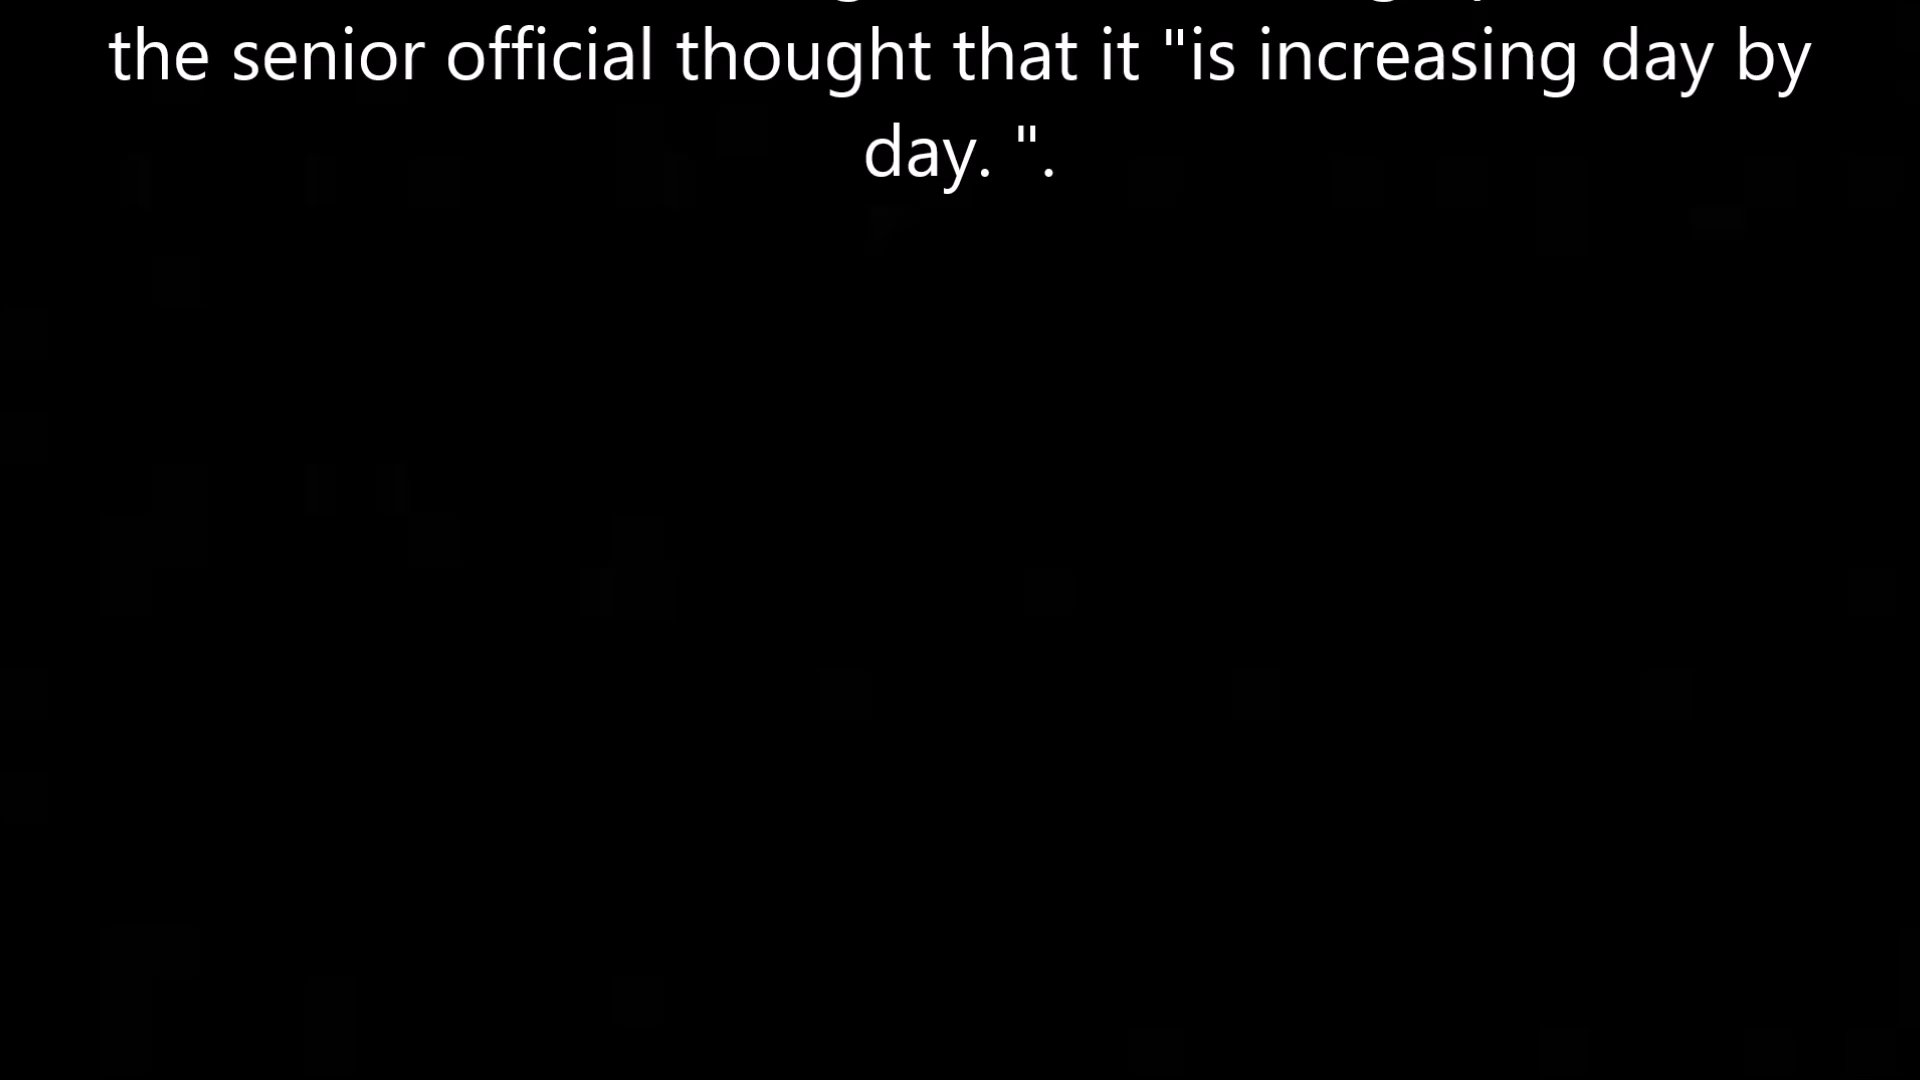 the senior official thought that it "is increasing day by
day. ".